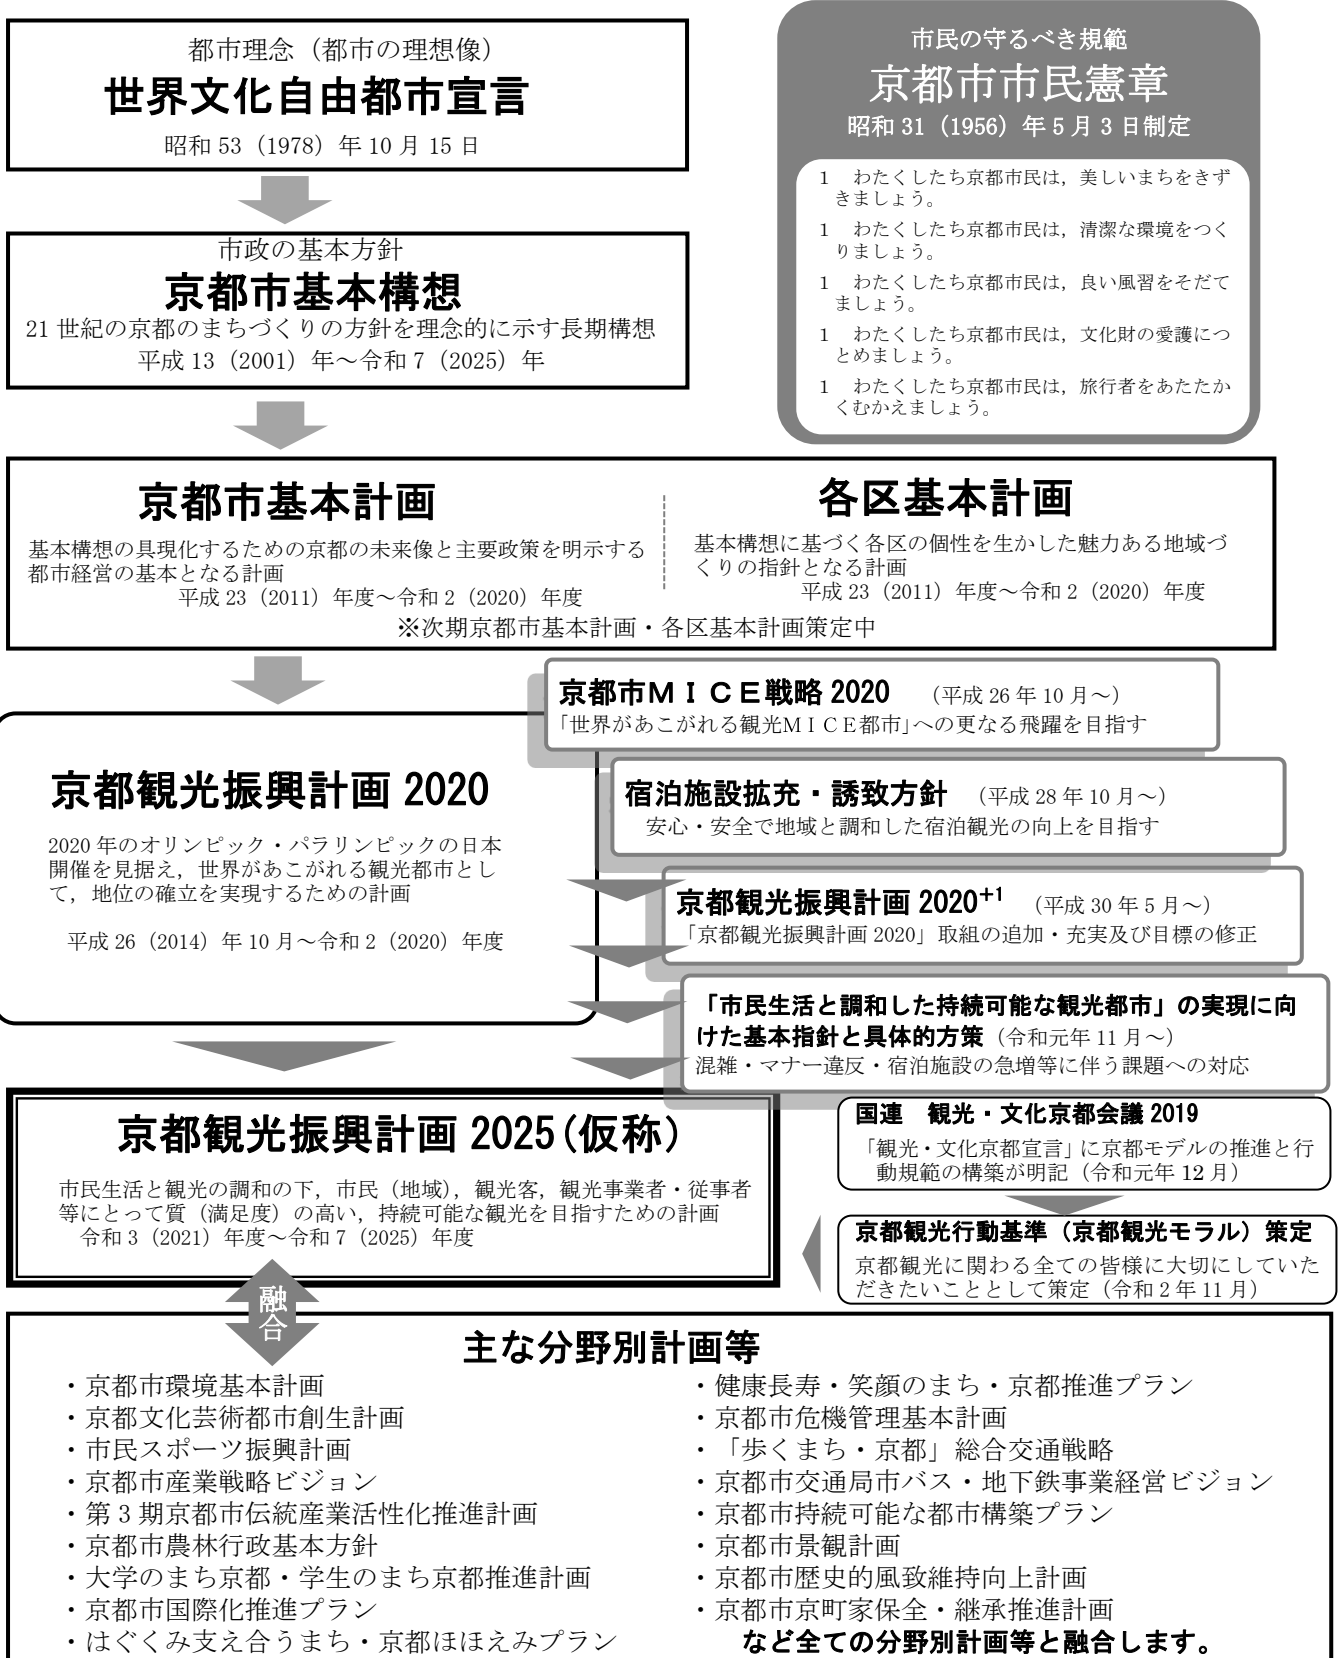 都市理念（都市の理想像）
世界文化自由都市宣言
昭和 53（1978）年 10 月 15 日
市民の守るべき規範
京都市市民憲章
昭和 31（1956）年 5 月 3 日制定
1　わたくしたち京都市民は，美しいまちをきず
きましょう。
1　わたくしたち京都市民は，清潔な環境をつく
りましょう。
1　わたくしたち京都市民は，良い風習をそだて
ましょう。
1　わたくしたち京都市民は，文化財の愛護につ
とめましょう。
1　わたくしたち京都市民は，旅行者をあたたか
くむかえましょう。
市政の基本方針
京都市基本構想
21 世紀の京都のまちづくりの方針を理念的に示す長期構想
平成 13（2001）年～令和 7（2025）年
京都市基本計画
基本構想の具現化するための京都の未来像と主要政策を明示する
都市経営の基本となる計画
平成 23（2011）年度～令和 2（2020）年度
各区基本計画
基本構想に基づく各区の個性を生かした魅力ある地域づ
くりの指針となる計画
平成 23（2011）年度～令和 2（2020）年度
※次期京都市基本計画・各区基本計画策定中
京都観光振興計画 2020
2020 年のオリンピック・パラリンピックの日本
開催を見据え，世界があこがれる観光都市とし
て，地位の確立を実現するための計画
平成 26（2014）年 10 月～令和 2（2020）年度
京都市ＭＩＣＥ戦略 2020　（平成 26 年 10 月～）
「世界があこがれる観光ＭＩＣＥ都市」への更なる飛躍を目指す
宿泊施設拡充・誘致方針　（平成 28 年 10 月～）
安心・安全で地域と調和した宿泊観光の向上を目指す
京都観光振興計画 2020⁺¹　（平成 30 年 5 月～）
「京都観光振興計画 2020」取組の追加・充実及び目標の修正
「市民生活と調和した持続可能な観光都市」の実現に向
けた基本指針と具体的方策（令和元年 11 月～）
混雑・マナー違反・宿泊施設の急増等に伴う課題への対応
京都観光振興計画 2025（仮称）
市民生活と観光の調和の下，市民（地域），観光客，観光事業者・従事者
等にとって質（満足度）の高い，持続可能な観光を目指すための計画
令和 3（2021）年度～令和 7（2025）年度
国連　観光・文化京都会議 2019
「観光・文化京都宣言」に京都モデルの推進と行
動規範の構築が明記（令和元年 12 月）
京都観光行動基準（京都観光モラル）策定
京都観光に関わる全ての皆様に大切にしていた
だきたいこととして策定（令和 2 年 11 月）
融合
主な分野別計画等
・京都市環境基本計画
・京都文化芸術都市創生計画
・市民スポーツ振興計画
・京都市産業戦略ビジョン
・第 3 期京都市伝統産業活性化推進計画
・京都市農林行政基本方針
・大学のまち京都・学生のまち京都推進計画
・京都市国際化推進プラン
・はぐくみ支え合うまち・京都ほほえみプラン
・健康長寿・笑顔のまち・京都推進プラン
・京都市危機管理基本計画
・「歩くまち・京都」総合交通戦略
・京都市交通局市バス・地下鉄事業経営ビジョン
・京都市持続可能な都市構築プラン
・京都市景観計画
・京都市歴史的風致維持向上計画
・京都市京町家保全・継承推進計画
など全ての分野別計画等と融合します。